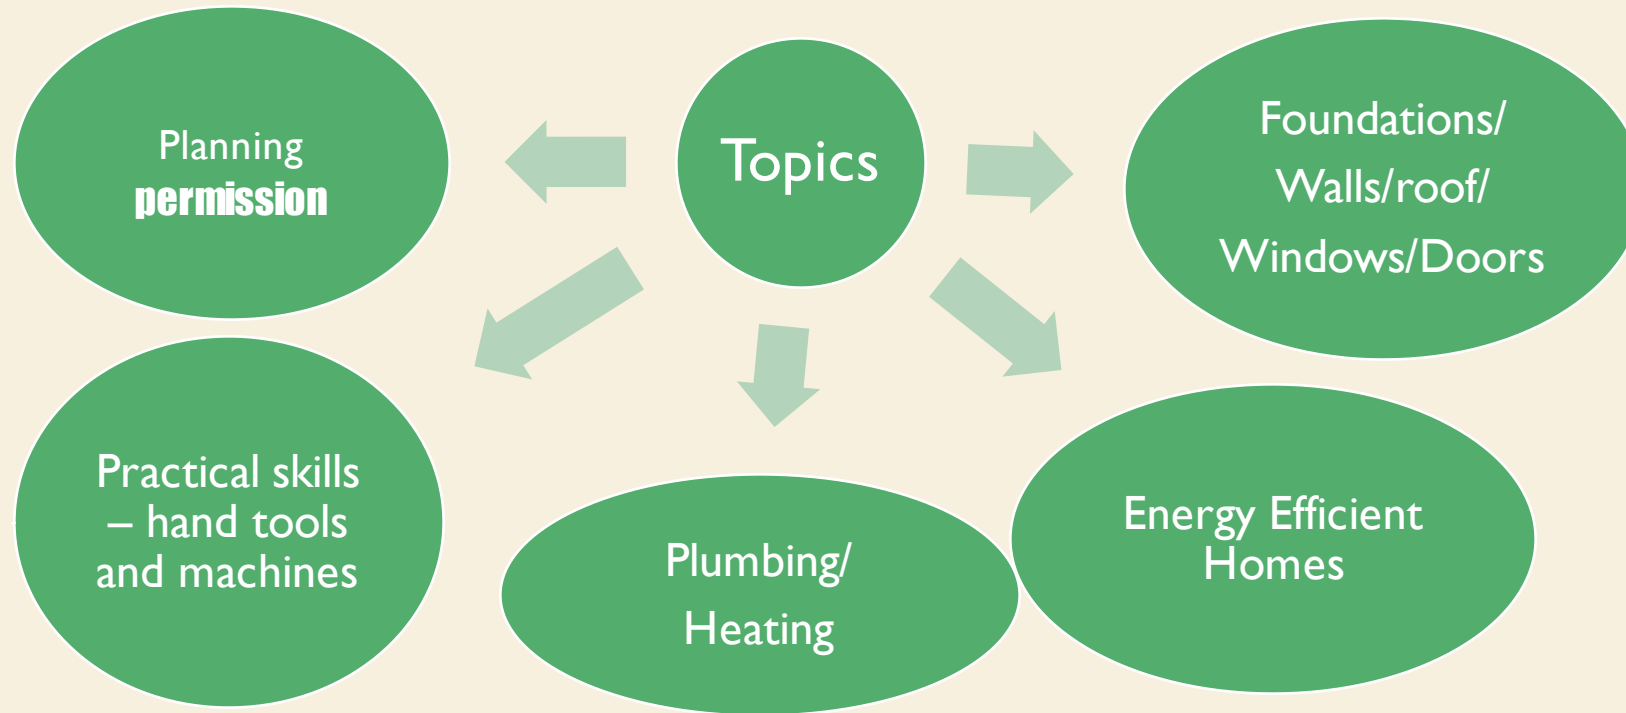 Topics
Planning
permission
Foundations/
Walls/roof/
Windows/Doors
Practical skills
– hand tools
and machines
Plumbing/
Heating
Energy Efficient
Homes